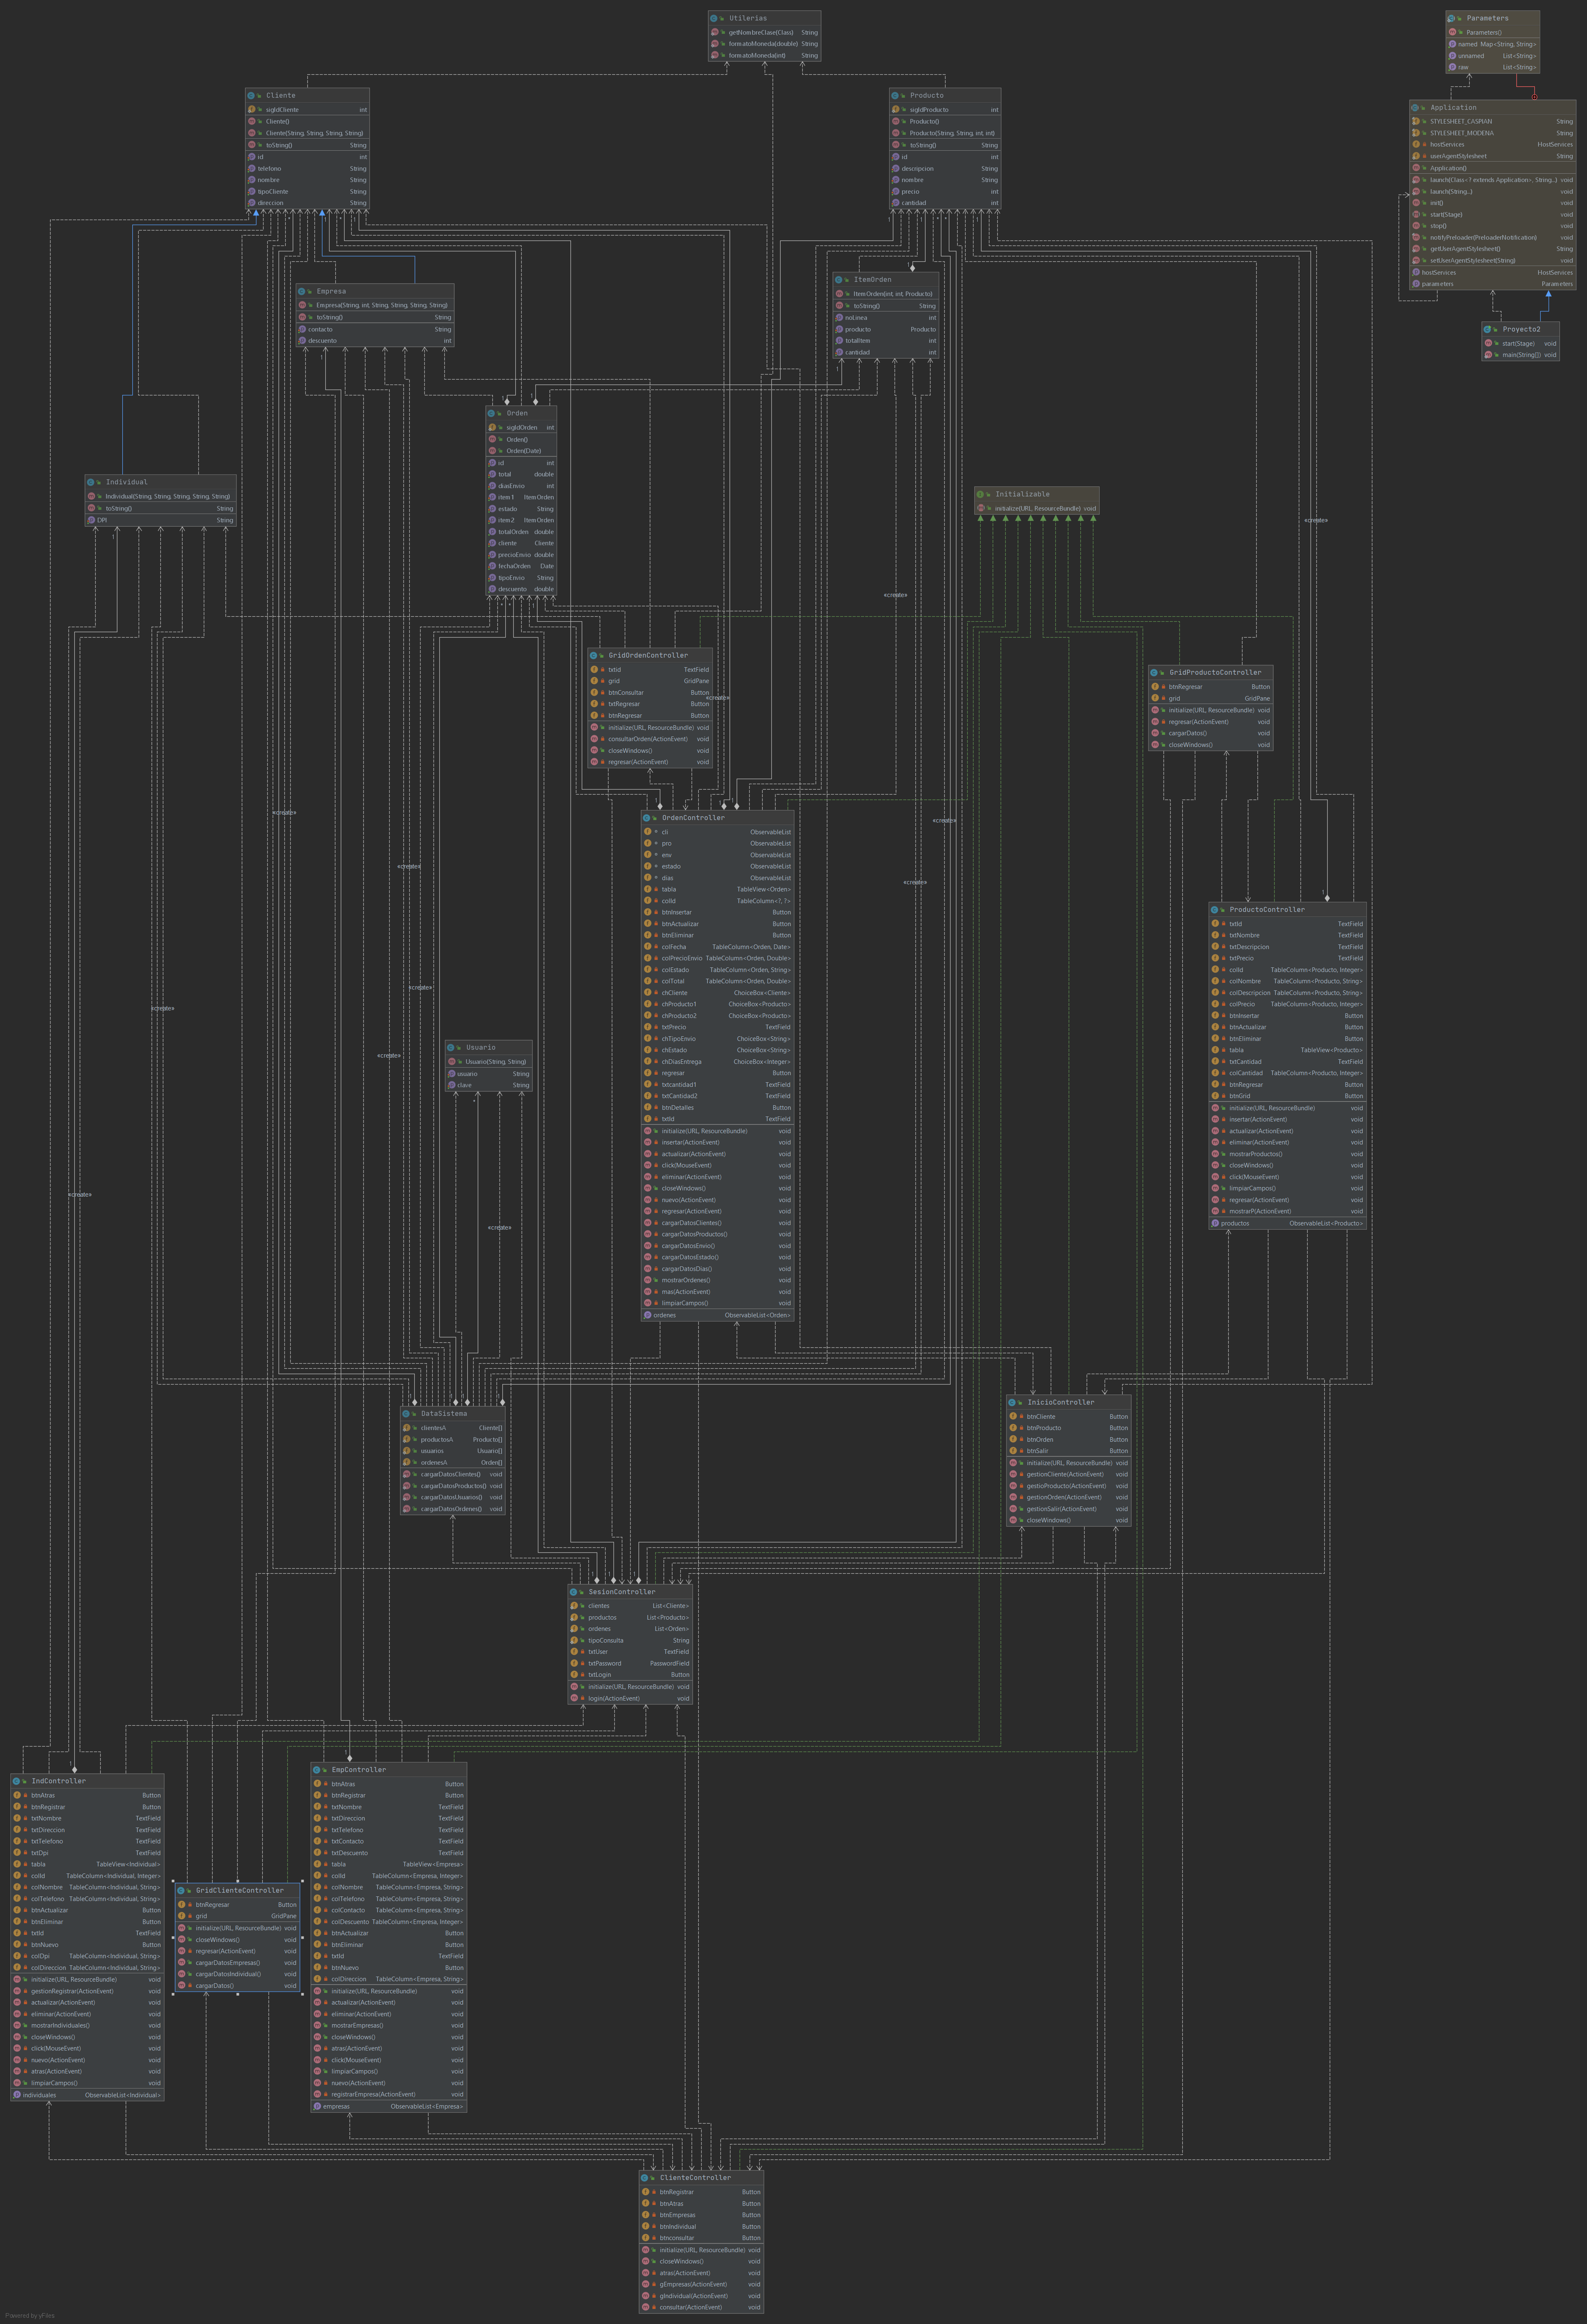 Utilerias
getNombreClase(Class) String
formatoMoneda(double) String
formatoMoneda(int) String
Parameters
Parameters()
named Map<String, String>
unnamed List<String>
raw List<String>
Cliente
sigIdCliente int
Cliente()
Cliente(String, String, String, String)
toString() String
id int
telefono String
nombre String
tipoCliente String
direccion String
Producto
sigIdProducto int
Producto()
Producto(String, String, int, int)
toString() String
id int
descripcion String
nombre String
precio int
cantidad int
Application
STYLESHEET_CASPIAN String
STYLESHEET_MODENA String
hostServices HostServices
userAgentStylesheet String
Application()
launch(Class<? extends Application>, String...) void
launch(String...) void
init() void
start(Stage) void
stop() void
notifyPreloader(PreloaderNotification) void
getUserAgentStylesheet() String
setUserAgentStylesheet(String) void
hostServices HostServices
parameters Parameters
Empresa
Empresa(String, int, String, String, String, String)
toString() String
contacto String
descuento int
ItemOrden
ItemOrden(int, int, Producto)
toString() String
noLinea int
producto Producto
totalItem int
cantidad int
Proyecto2
start(Stage) void
main(String[]) void
Orden
sigIdOrden int
Orden()
Orden(Date)
id int
total double
diasEnvio int
item1 ItemOrden
estado String
item2 ItemOrden
totalOrden double
cliente Cliente
precioEnvio double
fechaOrden Date
tipoEnvio String
descuento double
Individual
Individual(String, String, String, String, String)
toString() String
DPI String
Initializable
initialize(URL, ResourceBundle) void
«create»
«create»
GridOrdenController
txtid TextField
grid GridPane
btnConsultar Button
txtRegresar Button
btnRegresar Button
initialize(URL, ResourceBundle) void
consultarOrden(ActionEvent) void
closeWindows() void
regresar(ActionEvent) void
«create»
GridProductoController
btnRegresar Button
grid GridPane
initialize(URL, ResourceBundle) void
regresar(ActionEvent) void
cargarDatos() void
closeWindows() void
OrdenController
cli ObservableList
pro ObservableList
env ObservableList
estado ObservableList
dias ObservableList
tabla TableView<Orden>
colId TableColumn<?, ?>
btnInsertar Button
btnActualizar Button
btnEliminar Button
colFecha TableColumn<Orden, Date>
colPrecioEnvio TableColumn<Orden, Double>
colEstado TableColumn<Orden, String>
colTotal TableColumn<Orden, Double>
chCliente ChoiceBox<Cliente>
chProducto1 ChoiceBox<Producto>
chProducto2 ChoiceBox<Producto>
txtPrecio TextField
chTipoEnvio ChoiceBox<String>
chEstado ChoiceBox<String>
chDiasEntrega ChoiceBox<Integer>
regresar Button
txtcantidad1 TextField
txtCantidad2 TextField
btnDetalles Button
txtId TextField
initialize(URL, ResourceBundle) void
insertar(ActionEvent) void
actualizar(ActionEvent) void
click(MouseEvent) void
eliminar(ActionEvent) void
closeWindows() void
nuevo(ActionEvent) void
regresar(ActionEvent) void
cargarDatosClientes() void
cargarDatosProductos() void
cargarDatosEnvio() void
cargarDatosEstado() void
cargarDatosDias() void
mostrarOrdenes() void
mas(ActionEvent) void
limpiarCampos() void
ordenes ObservableList<Orden>
«create»
«create»
«create»
«create»
ProductoController
txtId TextField
txtNombre TextField
txtDescripcion TextField
txtPrecio TextField
colId TableColumn<Producto, Integer>
colNombre TableColumn<Producto, String>
colDescripcion TableColumn<Producto, String>
colPrecio TableColumn<Producto, Integer>
btnInsertar Button
btnActualizar Button
btnEliminar Button
tabla TableView<Producto>
txtCantidad TextField
colCantidad TableColumn<Producto, Integer>
btnRegresar Button
btnGrid Button
initialize(URL, ResourceBundle) void
insertar(ActionEvent) void
actualizar(ActionEvent) void
eliminar(ActionEvent) void
mostrarProductos() void
closeWindows() void
click(MouseEvent) void
limpiarCampos() void
regresar(ActionEvent) void
mostrarP(ActionEvent) void
productos ObservableList<Producto>
«create»
«create»
«create»
Usuario
Usuario(String, String)
usuario String
clave String
«create»
«create»
DataSistema
clientesA Cliente[]
productosA Producto[]
usuarios Usuario[]
ordenesA Orden[]
cargarDatosClientes() void
cargarDatosProductos() void
cargarDatosUsuarios() void
cargarDatosOrdenes() void
InicioController
btnCliente Button
btnProducto Button
btnOrden Button
btnSalir Button
initialize(URL, ResourceBundle) void
gestionCliente(ActionEvent) void
gestioProducto(ActionEvent) void
gestionOrden(ActionEvent) void
gestionSalir(ActionEvent) void
closeWindows() void
SesionController
clientes List<Cliente>
productos List<Producto>
ordenes List<Orden>
tipoConsulta String
txtUser TextField
txtPassword PasswordField
txtLogin Button
initialize(URL, ResourceBundle) void
login(ActionEvent) void
IndController
btnAtras Button
btnRegistrar Button
txtNombre TextField
txtDireccion TextField
txtTelefono TextField
txtDpi TextField
tabla TableView<Individual>
colId TableColumn<Individual, Integer>
colNombre TableColumn<Individual, String>
colTelefono TableColumn<Individual, String>
btnActualizar Button
btnEliminar Button
txtId TextField
btnNuevo Button
colDpi TableColumn<Individual, String>
colDireccion TableColumn<Individual, String>
initialize(URL, ResourceBundle) void
gestionRegistrar(ActionEvent) void
actualizar(ActionEvent) void
eliminar(ActionEvent) void
mostrarIndividuales() void
closeWindows() void
click(MouseEvent) void
nuevo(ActionEvent) void
atras(ActionEvent) void
limpiarCampos() void
individuales ObservableList<Individual>
GridClienteController
btnRegresar Button
grid GridPane
initialize(URL, ResourceBundle) void
closeWindows() void
regresar(ActionEvent) void
cargarDatosEmpresas() void
cargarDatosIndividual() void
cargarDatos() void
EmpController
btnAtras Button
btnRegistrar Button
txtNombre TextField
txtDireccion TextField
txtTelefono TextField
txtContacto TextField
txtDescuento TextField
tabla TableView<Empresa>
colId TableColumn<Empresa, Integer>
colNombre TableColumn<Empresa, String>
colTelefono TableColumn<Empresa, String>
colContacto TableColumn<Empresa, String>
colDescuento TableColumn<Empresa, Integer>
btnActualizar Button
btnEliminar Button
txtId TextField
btnNuevo Button
colDireccion TableColumn<Empresa, String>
initialize(URL, ResourceBundle) void
actualizar(ActionEvent) void
eliminar(ActionEvent) void
mostrarEmpresas() void
closeWindows() void
atras(ActionEvent) void
click(MouseEvent) void
limpiarCampos() void
nuevo(ActionEvent) void
registrarEmpresa(ActionEvent) void
empresas ObservableList<Empresa>
ClienteController
btnRegistrar Button
btnAtras Button
btnEmpresas Button
btnIndividual Button
btnconsultar Button
initialize(URL, ResourceBundle) void
closeWindows() void
atras(ActionEvent) void
gEmpresas(ActionEvent) void
gIndividual(ActionEvent) void
consultar(ActionEvent) void
Powered by yFiles